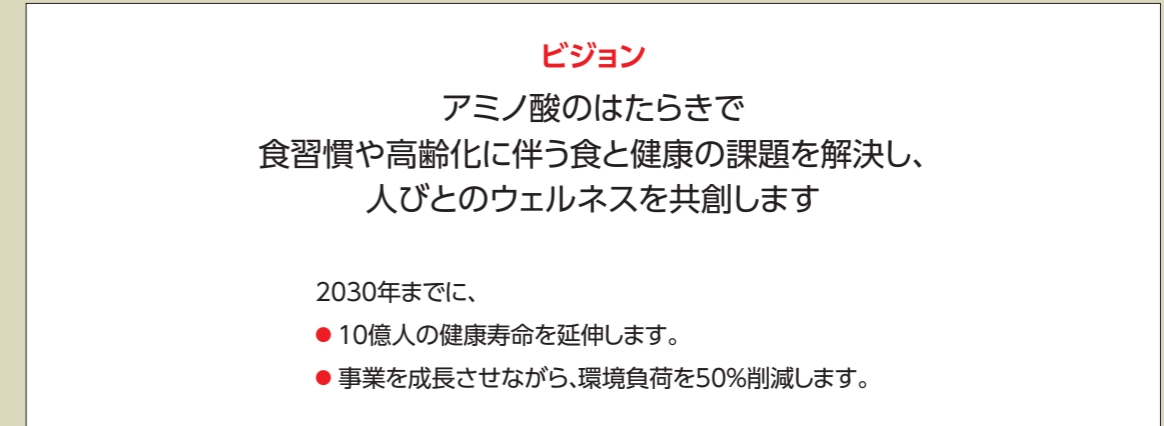 ビジョン
アミノ酸のはたらきで
食習慣や高齢化に伴う食と健康の課題を解決し、
人びとのウェルネスを共創します
2030年までに、
● 10億人の健康寿命を延伸します。
● 事業を成長させながら、環境負荷を50%削減します。